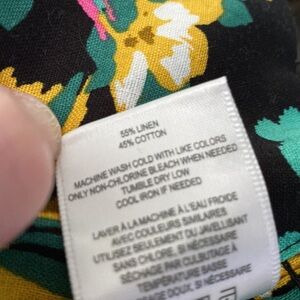 55% LINEN
45% COTTON
MACHINE WASH COLD WITH LIKE COLORS
ONLY NON-CHLORINE BLEACH WHEN NEEDED
TUMBLE DRY LOW
COOL IRON IF NEEDED
LAVER À LA MACHINE À L'EAU FROIDE
AVEC COULEURS SIMILAIRES
UTILISEZ SEULEMENT DU JAVELLISANT
SANS CHLORE, SI NÉCESSAIRE
SÉCHAGE PAR CULBUTAGE À
TEMPÉRATURE BASSE
SI NÉCESSAIRE